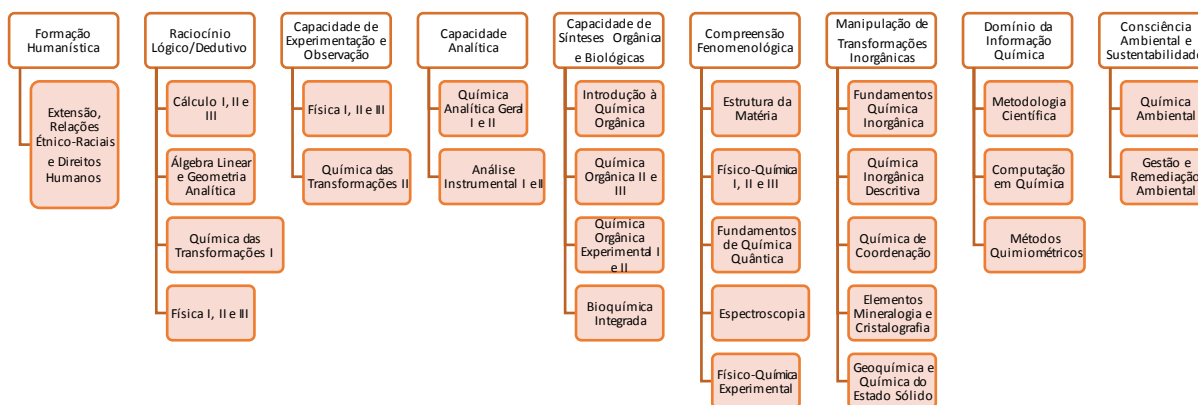 Formação
Humanística
Extensão,
Relações
Étnico-Raciais
e Direitos
Humanos
Raciocínio
Lógico/Dedutivo
Cálculo I, II e
III
Álgebra Linear
e Geometria
Analítica
Química das
Transformações I
Física I, II e III
Capacidade de
Experimentação e
Observação
Física I, II e III
Química das
Transformações II
Capacidade
Analítica
Química
Analítica Geral
I e II
Análise
Instrumental I e II
Capacidade de
Sínteses Orgânica
e Biológicas
Introdução à
Química
Orgânica
Química
Orgânica II e
III
Química
Orgânica
Experimental I
e II
Bioquímica
Integrada
Compreensão
Fenomenológica
Estrutura da
Matéria
Físico-Química
I, II e III
Fundamentos
de Química
Quântica
Espectroscopia
Físico-Química
Experimental
Manipulação de
Transformações
Inorgânicas
Fundamentos
Química
Inorgânica
Química
Inorgânica
Descritiva
Química de
Coordenação
Elementos
Mineralogia e
Cristalografia
Geoquímica e
Química do
Estado Sólido
Domínio da
Informação
Química
Metodologia
Científica
Computação
em Química
Métodos
Quimiométricos
Consciência
Ambiental e
Sustentabilidade
Química
Ambiental
Gestão e
Remediação
Ambiental